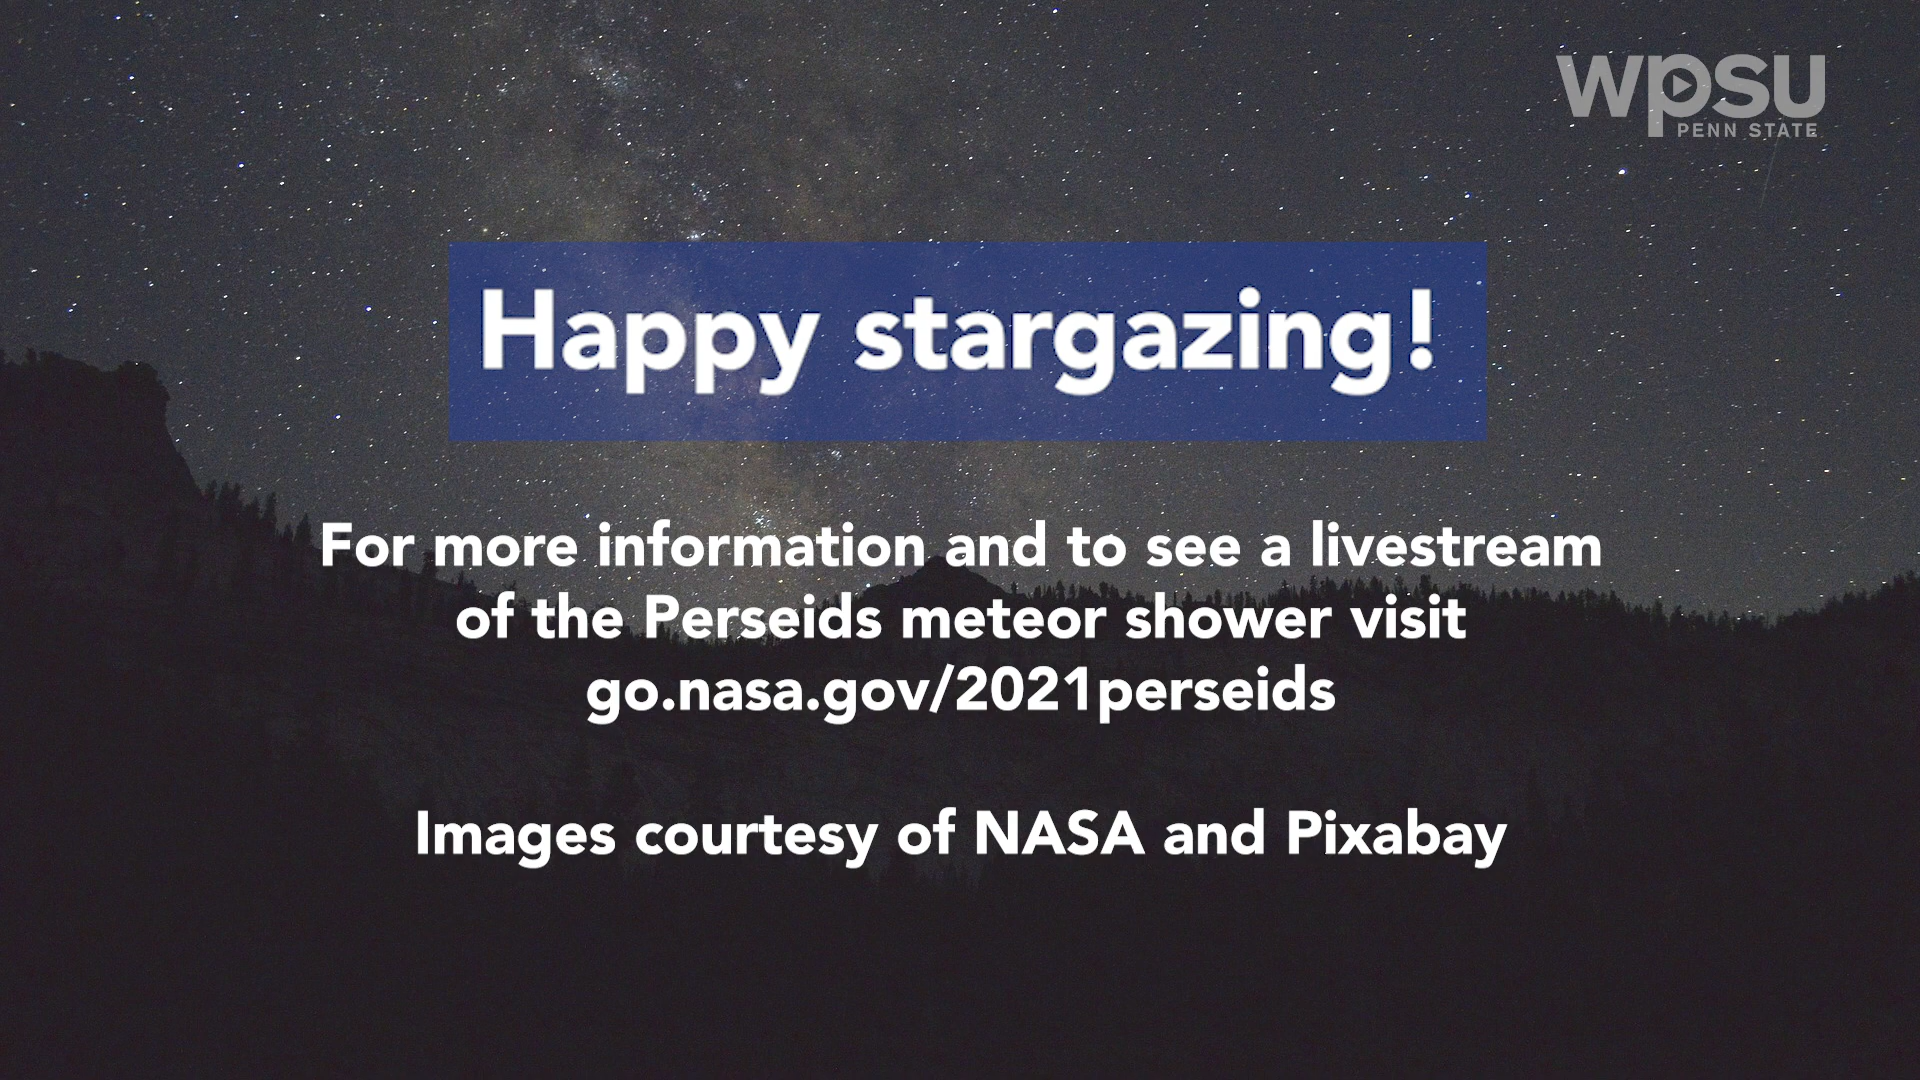 wpsu
PENN STATE
Happy stargazing!
For more information and to see a livestream
of the Perseids meteor shower visit
go.nasa.gov/2021perseids
Images courtesy of NASA and Pixabay